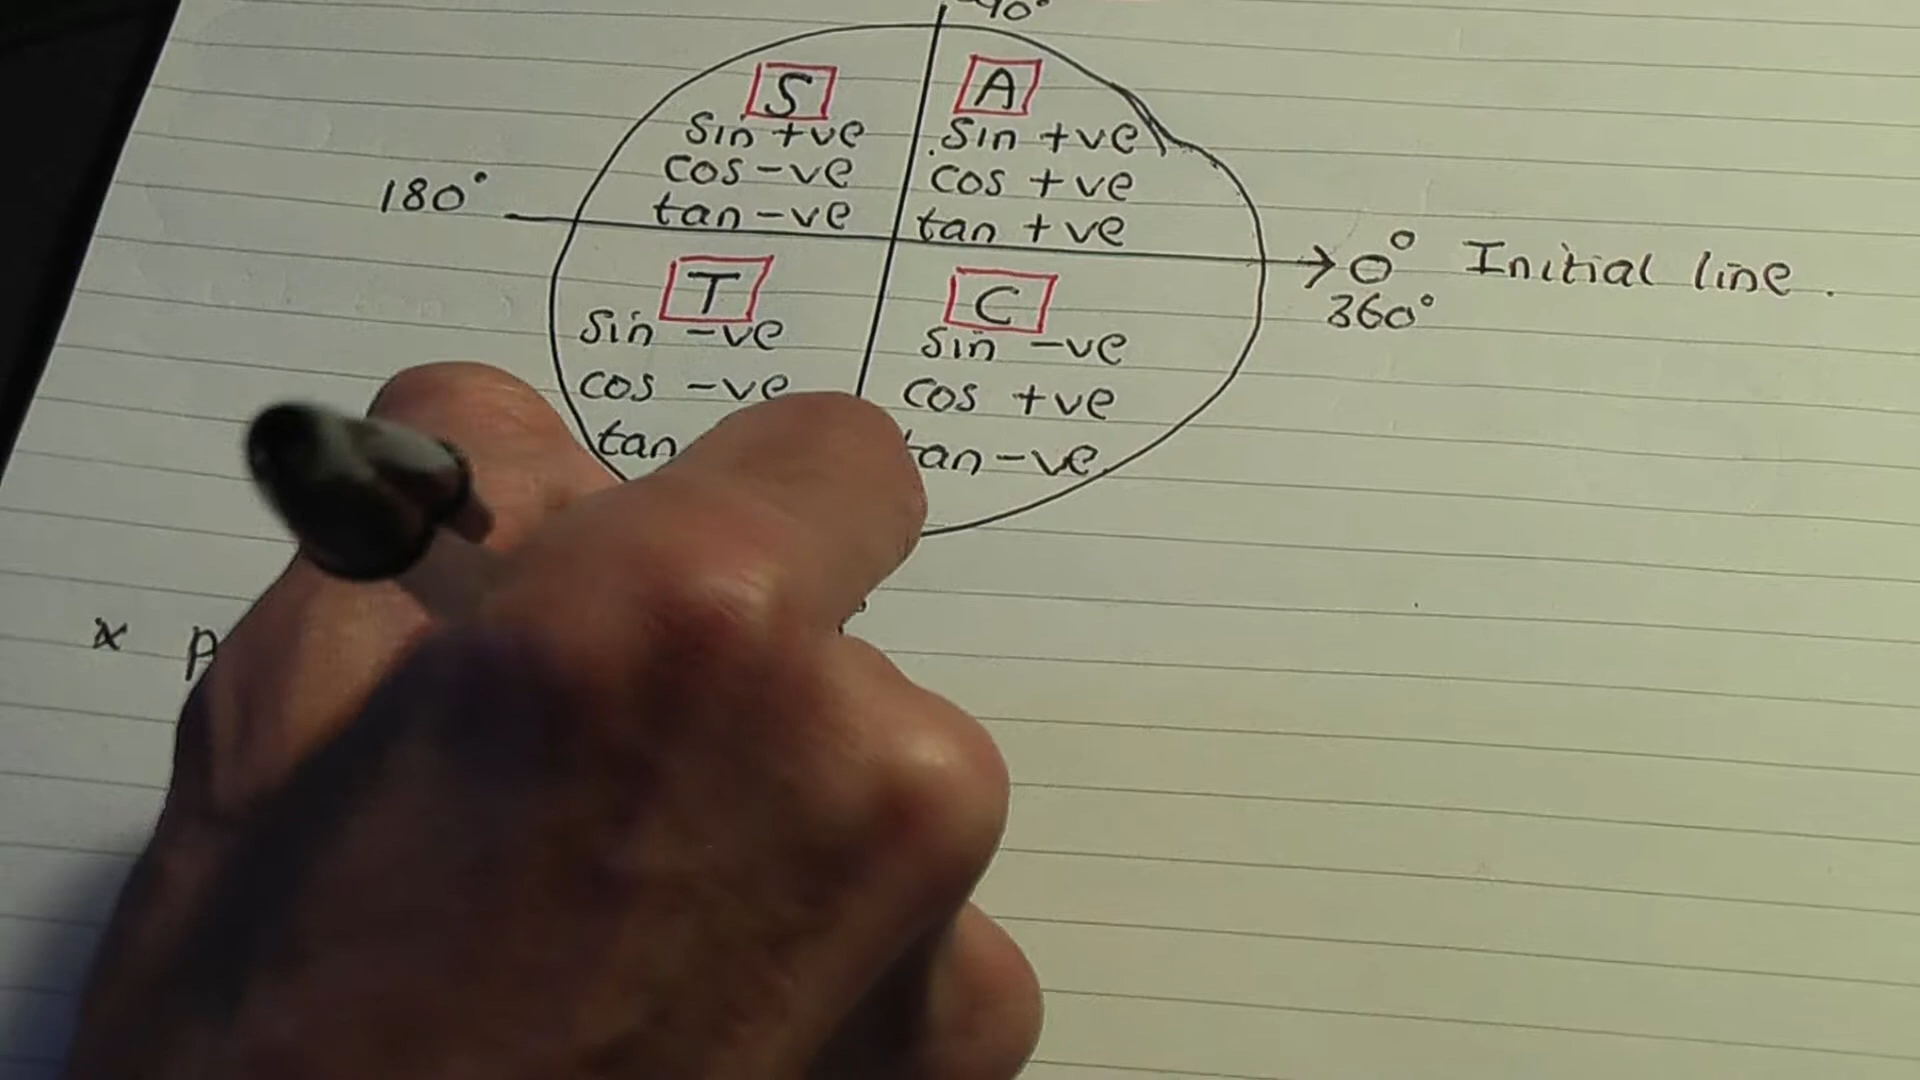 90°
S
sin +ve
cos -ve
tan -ve
A
sin +ve
cos +ve
tan +ve
180°
0° Initial line.
360°
T
sin -ve
cos -ve
tan
C
sin -ve
cos +ve
tan -ve
x